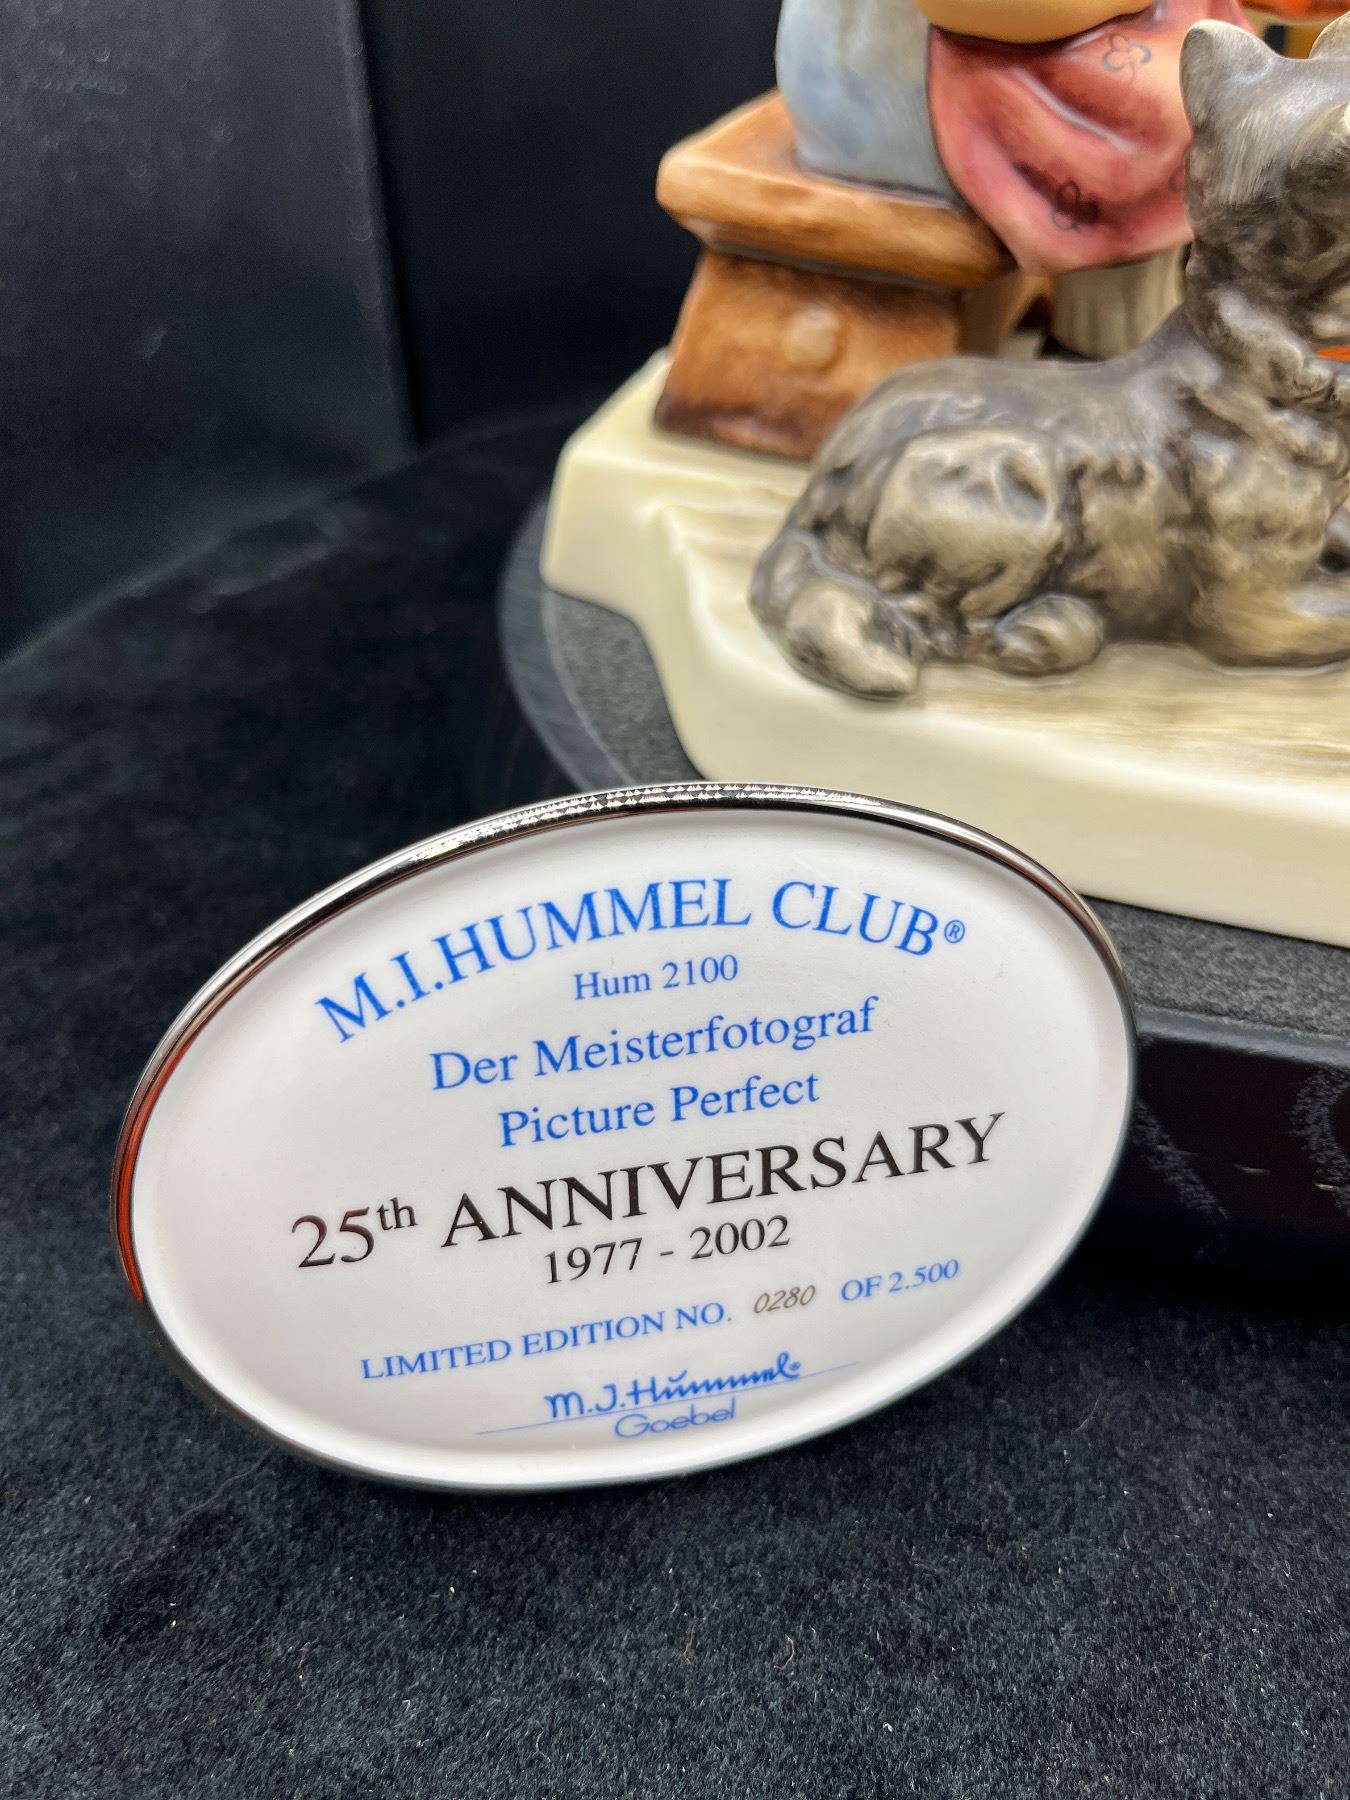 M.I.HUMMEL CLUB®
Hum 2100
Der Meisterfotograf
Picture Perfect
25th ANNIVERSARY
1977 - 2002
LIMITED EDITION NO. 0280 OF 2.500
M.J.Hummel®
Goebel